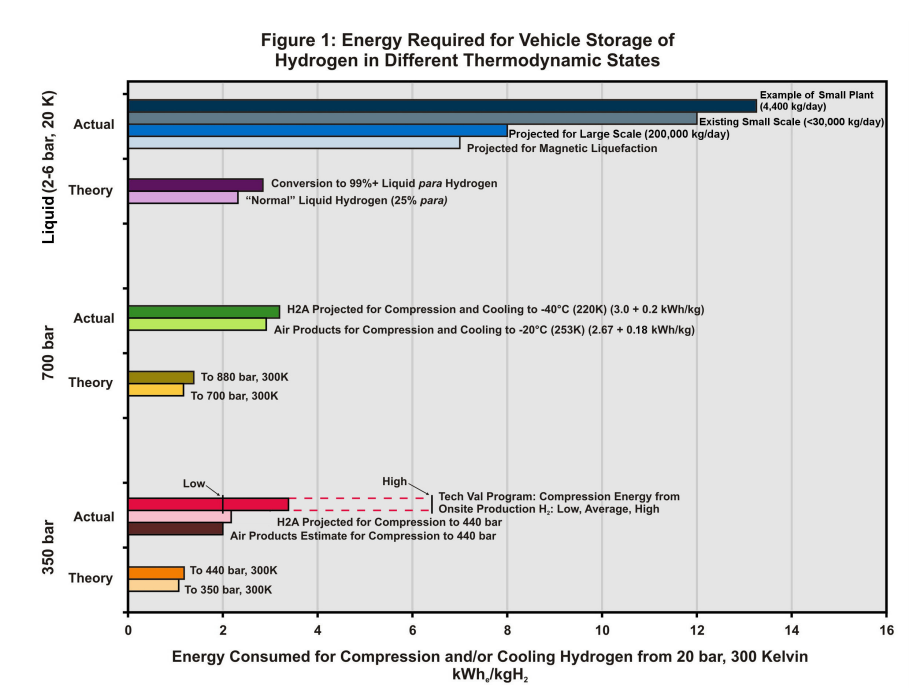 Figure 1: Energy Required for Vehicle Storage of
Hydrogen in Different Thermodynamic States
Liquid (2-6 bar, 20 K)
Actual
Example of Small Plant
(4,400 kg/day)
Existing Small Scale (<30,000 kg/day)
Projected for Large Scale (200,000 kg/day)
Projected for Magnetic Liquefaction
Theory
Conversion to 99%+ Liquid para Hydrogen
“Normal” Liquid Hydrogen (25% para)
700 bar
Actual
H2A Projected for Compression and Cooling to -40°C (220K) (3.0 + 0.2 kWh/kg)
Air Products for Compression and Cooling to -20°C (253K) (2.67 + 0.18 kWh/kg)
Theory
To 880 bar, 300K
To 700 bar, 300K
350 bar
Actual
Low
High
Tech Val Program: Compression Energy from
Onsite Production H₂: Low, Average, High
H2A Projected for Compression to 440 bar
Air Products Estimate for Compression to 440 bar
Theory
To 440 bar, 300K
To 350 bar, 300K
0 2 4 6 8 10 12 14 16
Energy Consumed for Compression and/or Cooling Hydrogen from 20 bar, 300 Kelvin
kWhₑ/kgH₂